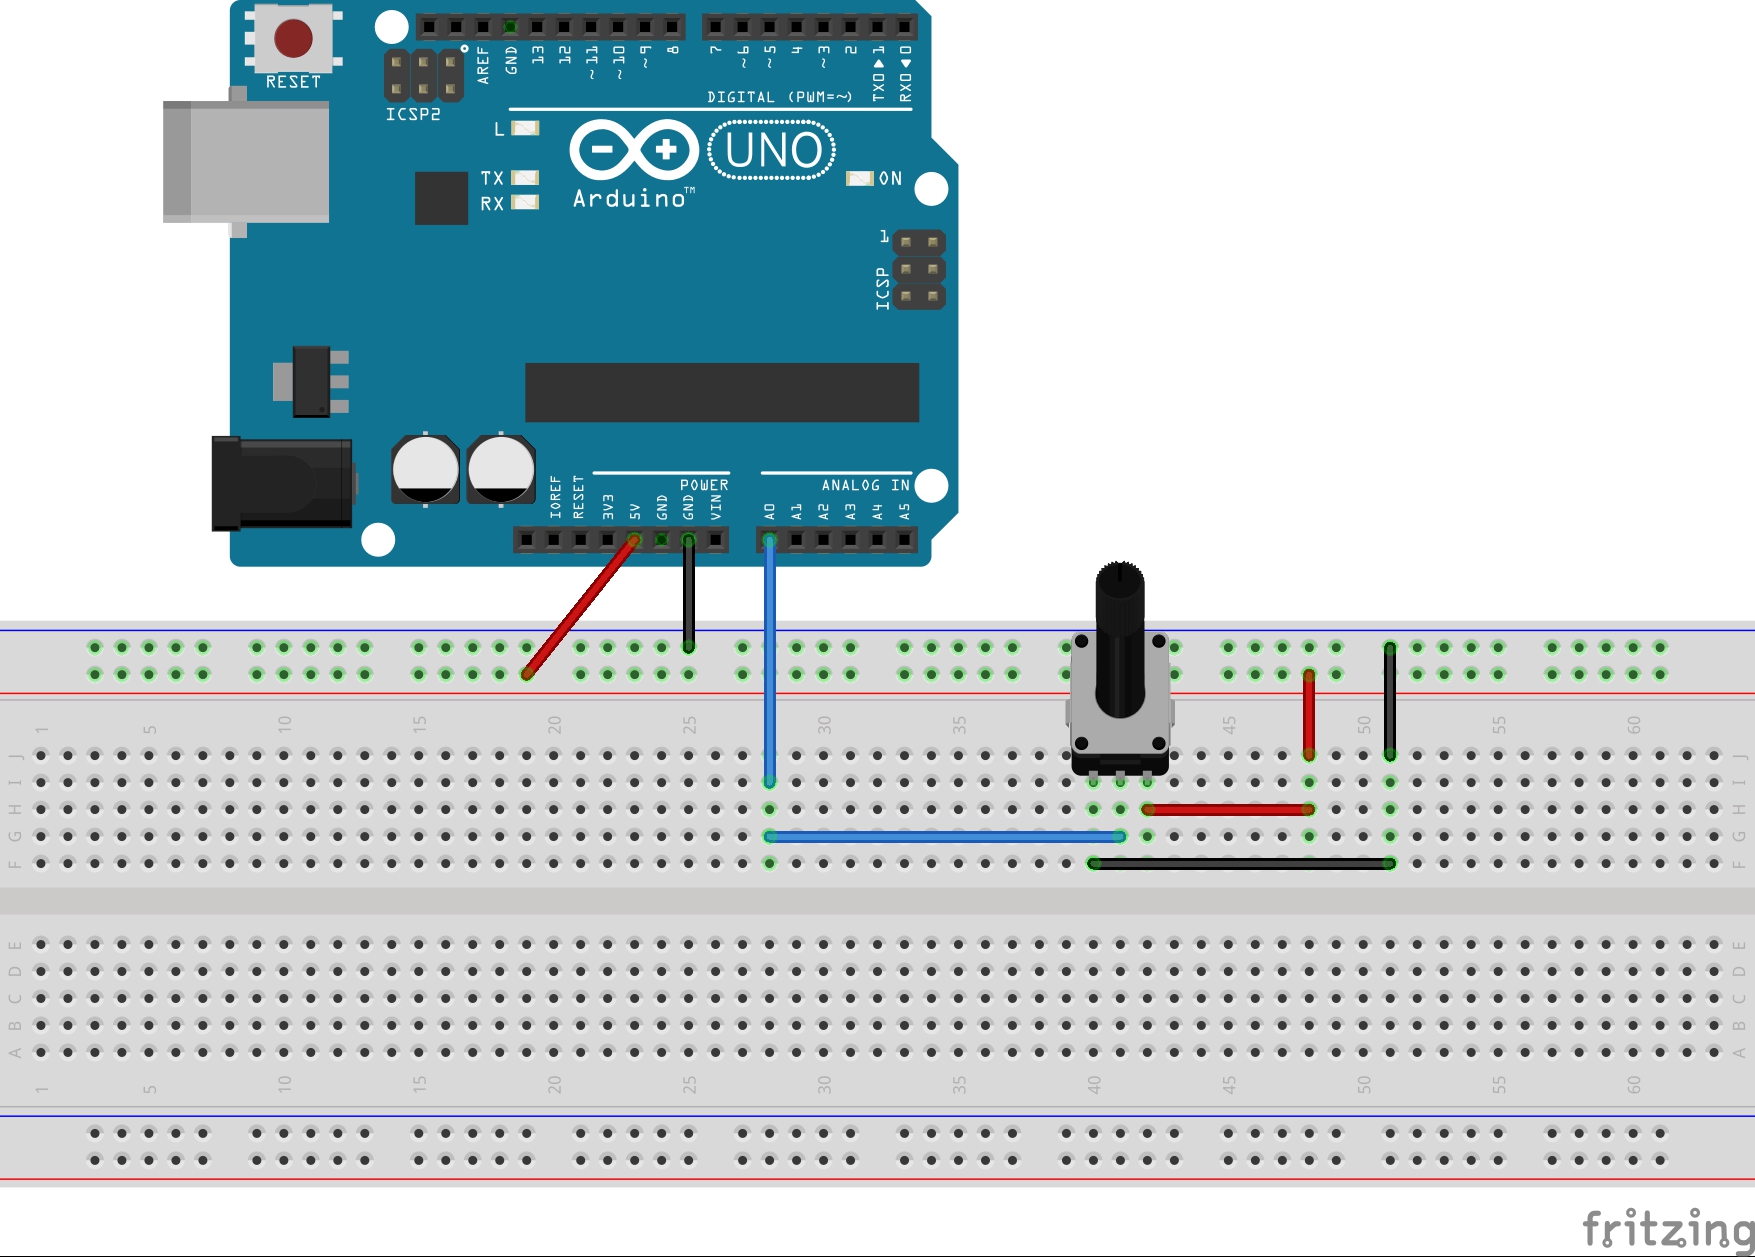 RESET
ICSP2
AREF
GND
13
12
~11
~10
~9
8
7
~6
~5
4
~3
2
TX0▶1
RX0◀0
DIGITAL (PWM=~)
L
TX
RX
Arduino™
UNO
ON
1
ICSP
POWER
ANALOG IN
IOREF
RESET
3V3
5V
GND
GND
VIN
A0
A1
A2
A3
A4
A5
1 5 10 15 20 25 30 35 45 50 55 60
J J
I I
H H
G G
F F
E E
D D
C C
B B
A A
1 5 10 15 20 25 30 35 40 45 50 55 60
fritzing